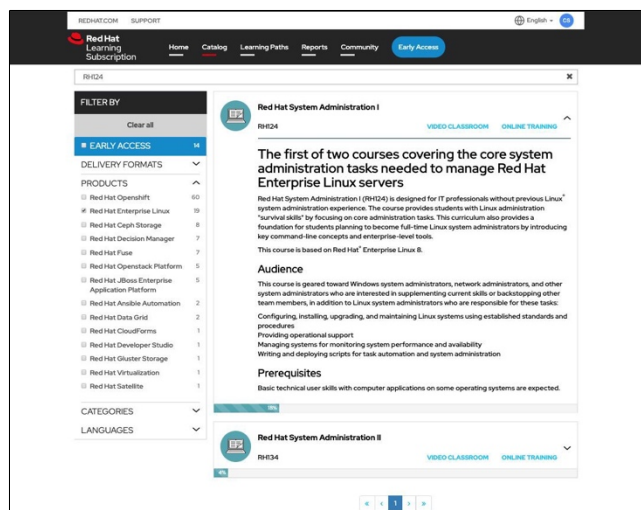 REDHAT.COM SUPPORT
English
CS
Red Hat
Learning
Subscription
Home Catalog Learning Paths Reports Community Early Access
RH124
FILTER BY
Clear all
EARLY ACCESS 14
DELIVERY FORMATS
PRODUCTS
Red Hat Openshift 60
Red Hat Enterprise Linux 19
Red Hat Ceph Storage 8
Red Hat Decision Manager 7
Red Hat Fuse 7
Red Hat Openstack Platform 5
Red Hat JBoss Enterprise 5
Application Platform
Red Hat Ansible Automation 2
Red Hat Data Grid 2
Red Hat CloudForms 1
Red Hat Developer Studio 1
Red Hat Gluster Storage 1
Red Hat Virtualization 1
Red Hat Satellite 1
CATEGORIES
LANGUAGES
Red Hat System Administration I
RH124 VIDEO CLASSROOM ONLINE TRAINING
The first of two courses covering the core system
administration tasks needed to manage Red Hat
Enterprise Linux servers
Red Hat System Administration I (RH124) is designed for IT professionals without previous Linux®
system administration experience. The course provides students with Linux administration
"survival skills" by focusing on core administration tasks. This curriculum also provides a
foundation for students planning to become full-time Linux system administrators by introducing
key command-line concepts and enterprise-level tools.
This course is based on Red Hat® Enterprise Linux 8.
Audience
This course is geared toward Windows system administrators, network administrators, and other
system administrators who are interested in supplementing current skills or backstopping other
team members, in addition to Linux system administrators who are responsible for these tasks:
Configuring, installing, upgrading, and maintaining Linux systems using established standards and
procedures
Providing operational support
Managing systems for monitoring system performance and availability
Writing and deploying scripts for task automation and system administration
Prerequisites
Basic technical user skills with computer applications on some operating systems are expected.
Red Hat System Administration II
RH134 VIDEO CLASSROOM ONLINE TRAINING
« ‹ 1 › »